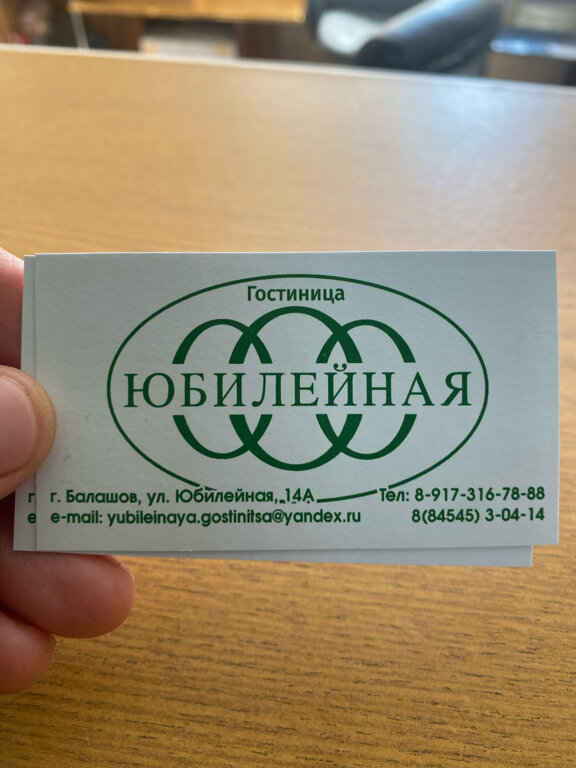 Гостиница
ЮБИЛЕЙНАЯ
г. г. Балашов, ул. Юбилейная, 14А Тел: 8-917-316-78-88
e e-mail: yubileinaya.gostinitsa@yandex.ru 8(84545) 3-04-14